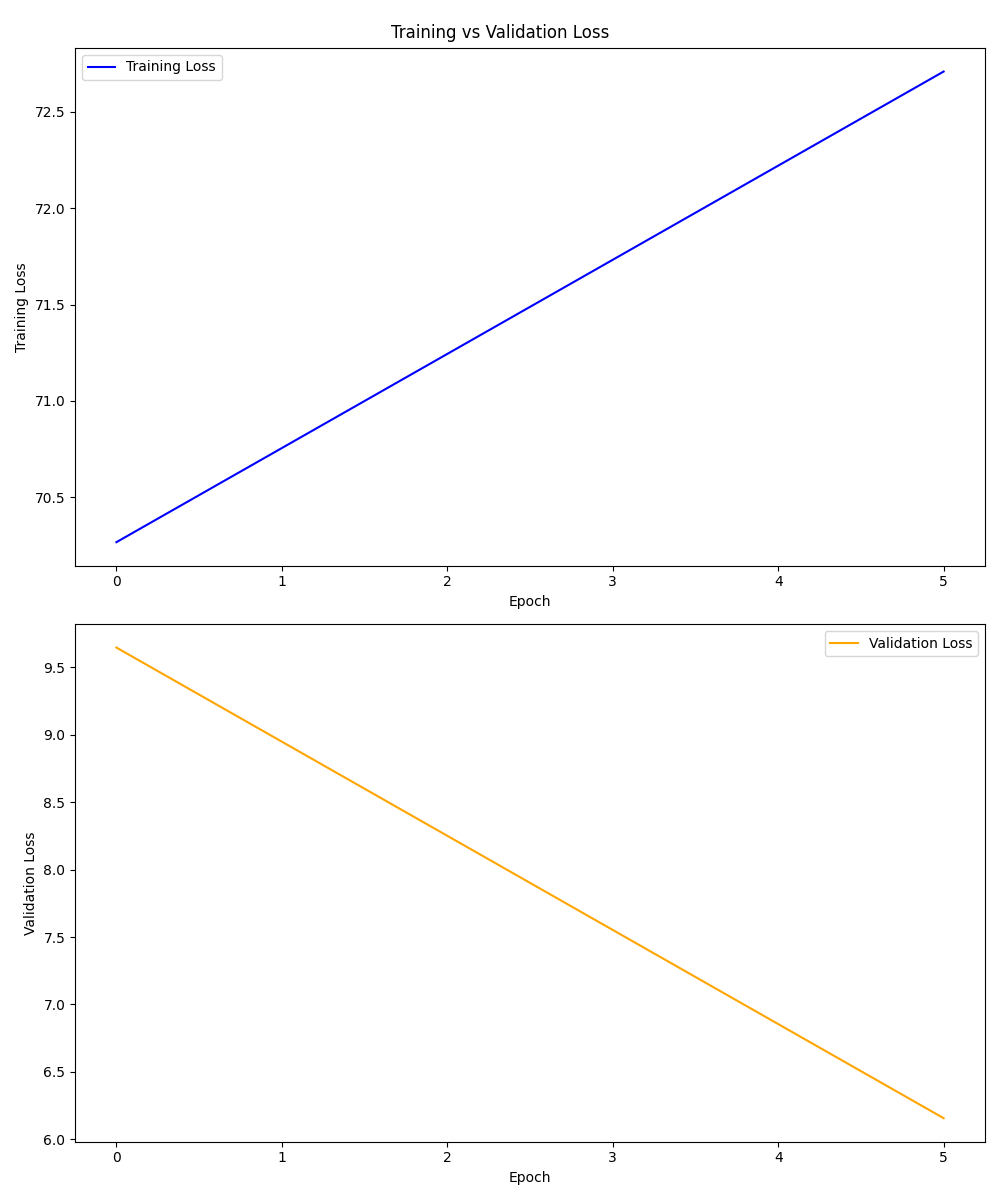 Training vs Validation Loss
Training Loss
72.5
72.0
71.5
71.0
70.5
Training Loss
0 1 2 3 4 5
Epoch
Validation Loss
9.5
9.0
8.5
8.0
7.5
7.0
6.5
6.0
Validation Loss
0 1 2 3 4 5
Epoch